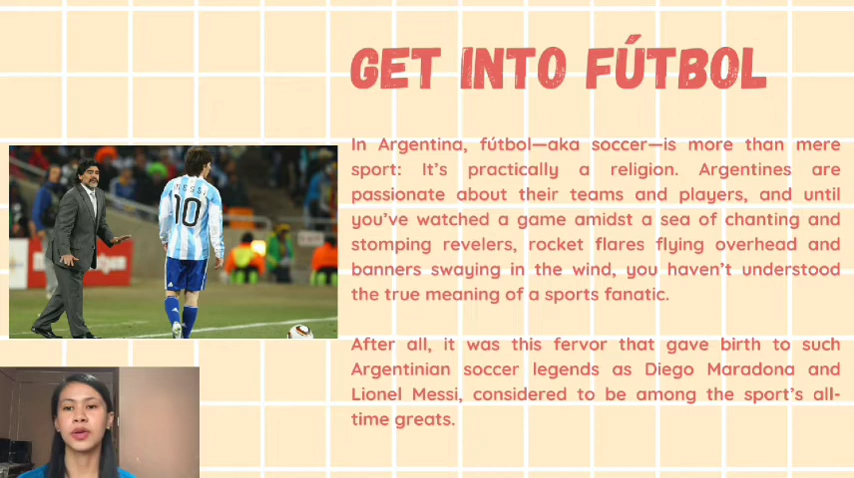 GET INTO FÚTBOL
In Argentina, fútbol—aka soccer—is more than mere
sport: It's practically a religion. Argentines are
passionate about their teams and players, and until
you've watched a game amidst a sea of chanting and
stomping revelers, rocket flares flying overhead and
banners swaying in the wind, you haven't understood
the true meaning of a sports fanatic.
After all, it was this fervor that gave birth to such
Argentinian soccer legends as Diego Maradona and
Lionel Messi, considered to be among the sport's all-
time greats.
MESSI
10